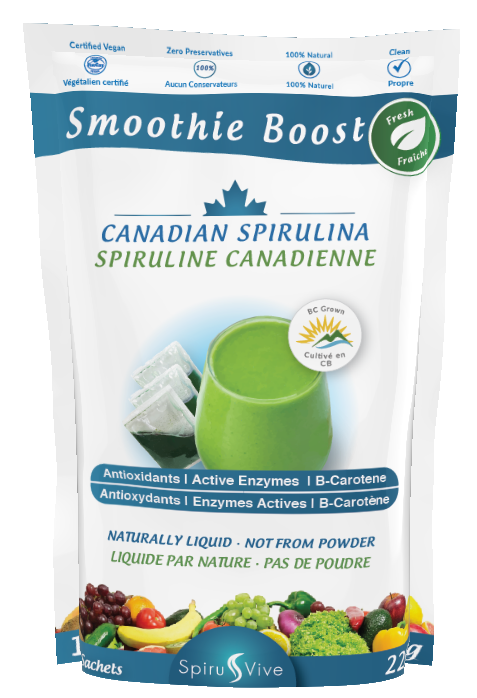 Certified Vegan
Végétalien certifié
Zero Preservatives
100%
Aucun Conservateurs
100% Natural
100% Naturel
Clean
Propre
Smoothie Boost
Fresh
Fraîche
CANADIAN SPIRULINA
SPIRULINE CANADIENNE
BC Grown
Cultivé en
CB
Antioxidants | Active Enzymes | B-Carotene
Antioxydants | Enzymes Actives | B-Carotène
NATURALLY LIQUID · NOT FROM POWDER
LIQUIDE PAR NATURE · PAS DE POUDRE
Sachets
Spiru Vive